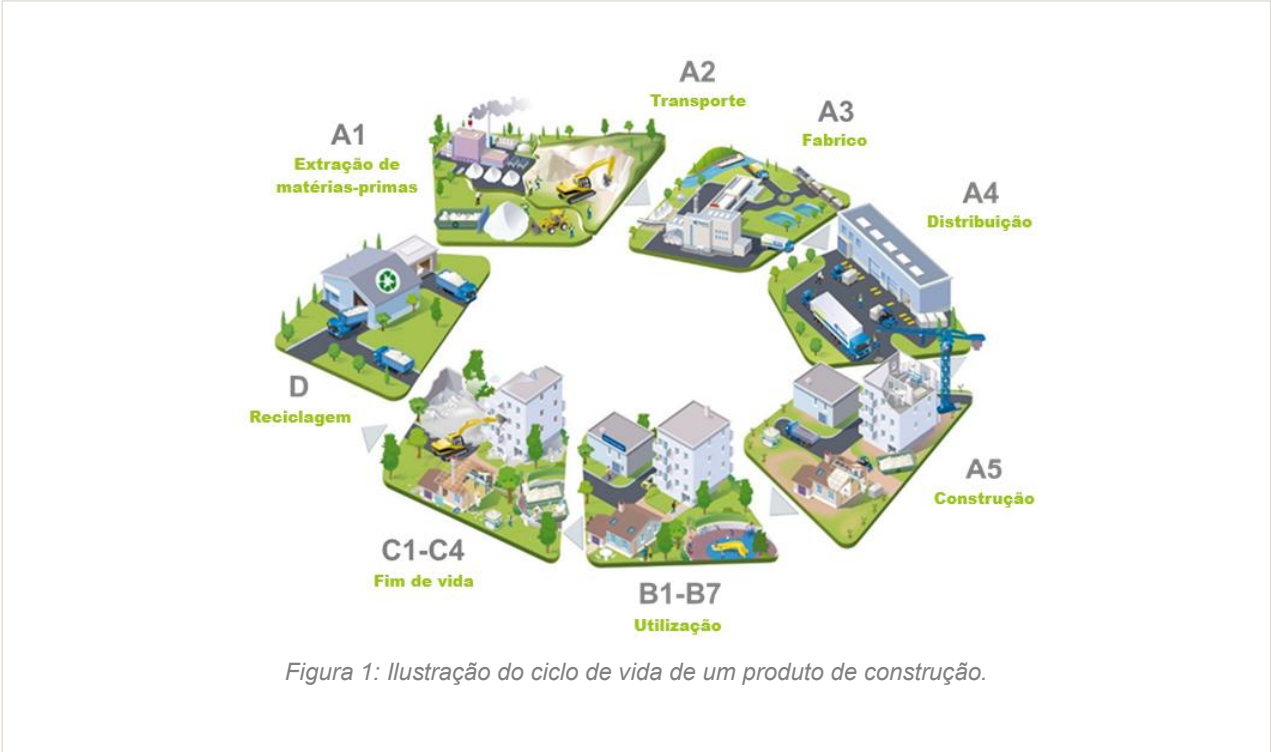 A1
Extração de
matérias-primas
A2
Transporte
A3
Fabrico
A4
Distribuição
A5
Construção
B1-B7
Utilização
C1-C4
Fim de vida
D
Reciclagem
Figura 1: Ilustração do ciclo de vida de um produto de construção.